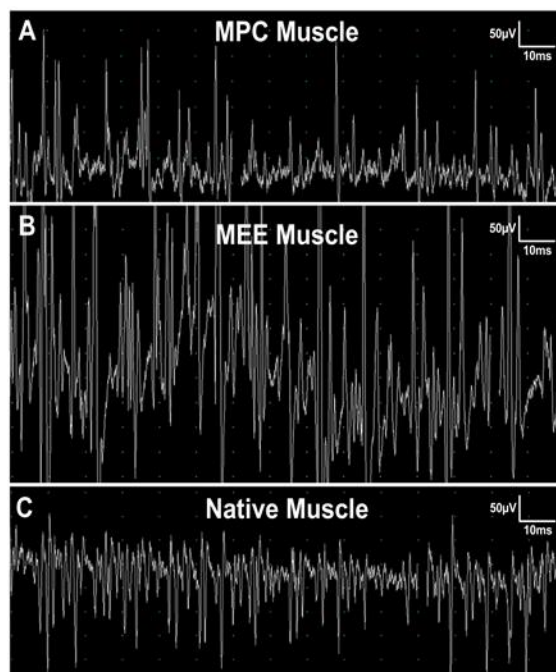 A
MPC Muscle
50µV
10ms
B
MEE Muscle
50µV
10ms
C
Native Muscle
50µV
10ms